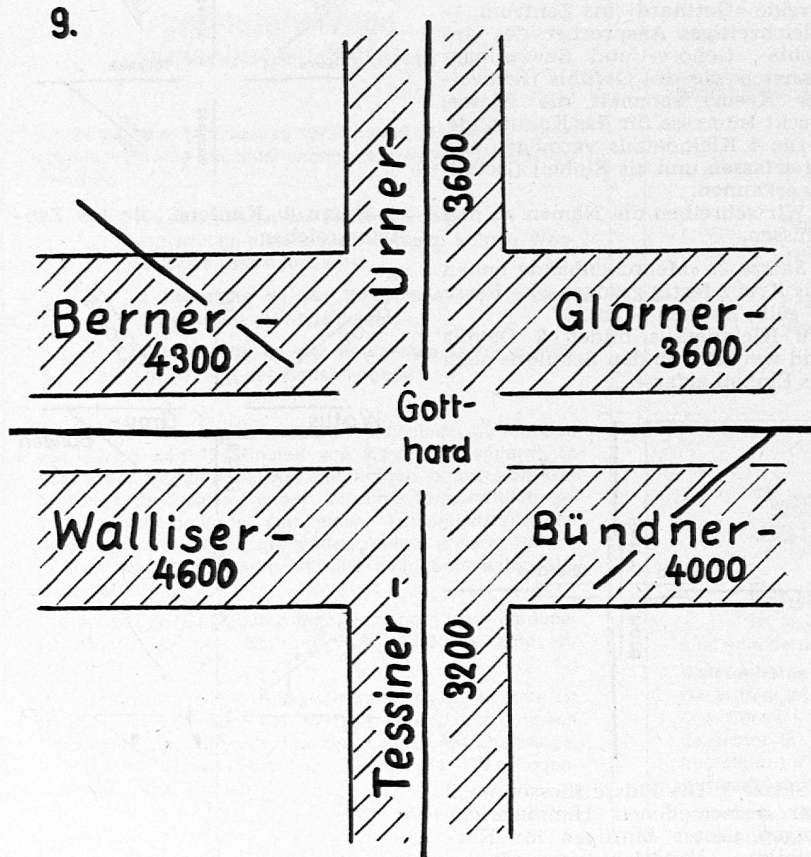 9.
Urner-
3600
Berner-
4300
Glarner-
3600
Gott-
hard
Walliser-
4600
Bündner-
4000
Tessiner-
3200